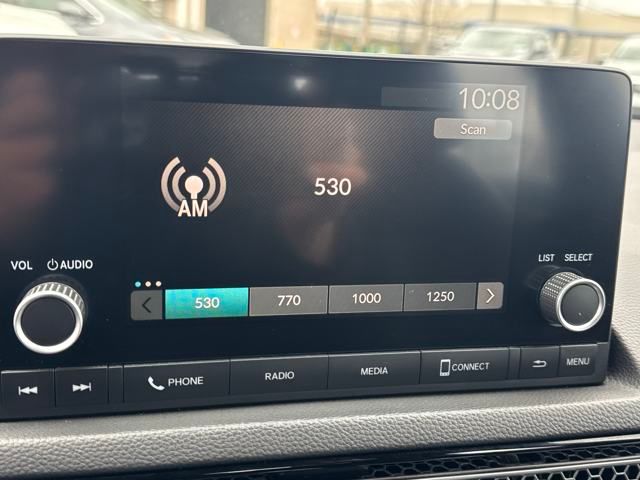 10:08
Scan
AM
530
VOL AUDIO
LIST SELECT
530 770 1000 1250
PHONE RADIO MEDIA CONNECT MENU